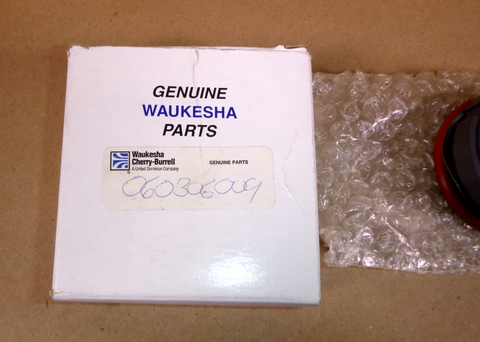 GENUINE
WAUKESHA
PARTS
Waukesha
Cherry-Burrell
A United Dominion Company
GENUINE PARTS
060306009